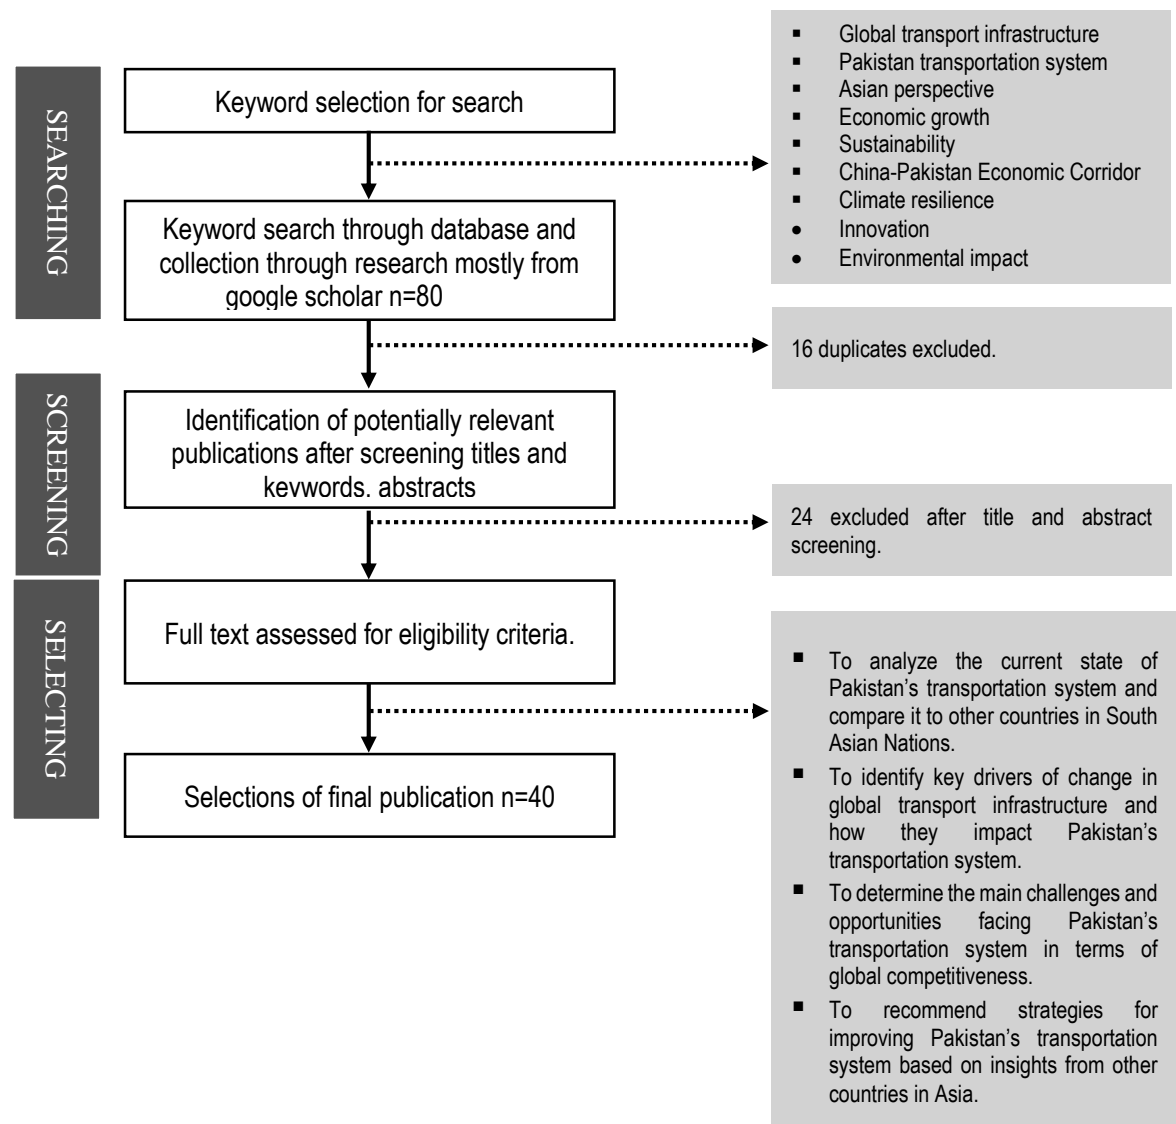 SEARCHING
Keyword selection for search
▪ Global transport infrastructure
▪ Pakistan transportation system
▪ Asian perspective
▪ Economic growth
▪ Sustainability
▪ China-Pakistan Economic Corridor
▪ Climate resilience
● Innovation
● Environmental impact
Keyword search through database and
collection through research mostly from
google scholar n=80
16 duplicates excluded.
SCREENING
Identification of potentially relevant
publications after screening titles and
keywords. abstracts
24 excluded after title and abstract
screening.
SELECTING
Full text assessed for eligibility criteria.
▪ To analyze the current state of
Pakistan's transportation system and
compare it to other countries in South
Asian Nations.
▪ To identify key drivers of change in
global transport infrastructure and
how they impact Pakistan's
transportation system.
▪ To determine the main challenges and
opportunities facing Pakistan's
transportation system in terms of
global competitiveness.
▪ To recommend strategies for
improving Pakistan's transportation
system based on insights from other
countries in Asia.
Selections of final publication n=40